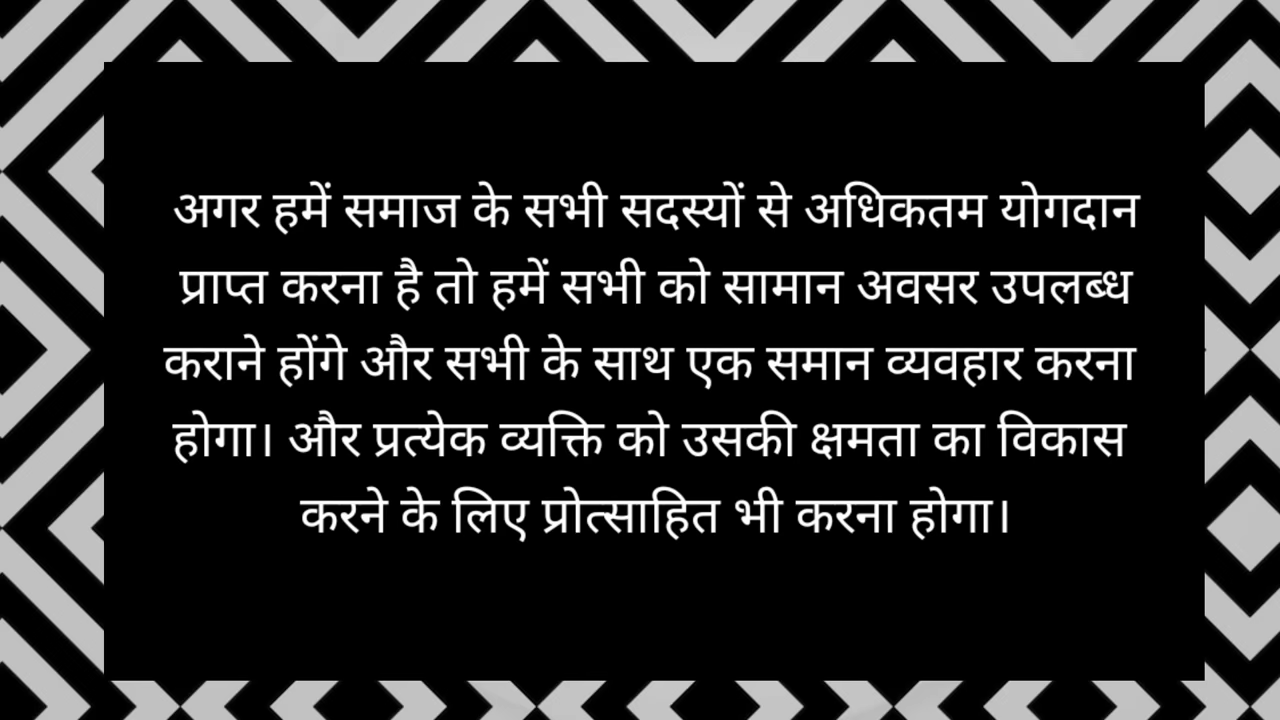 अगर हमें समाज के सभी सदस्यों से अधिकतम योगदान
प्राप्त करना है तो हमें सभी को सामान अवसर उपलब्ध
कराने होंगे और सभी के साथ एक समान व्यवहार करना
होगा। और प्रत्येक व्यक्ति को उसकी क्षमता का विकास
करने के लिए प्रोत्साहित भी करना होगा।